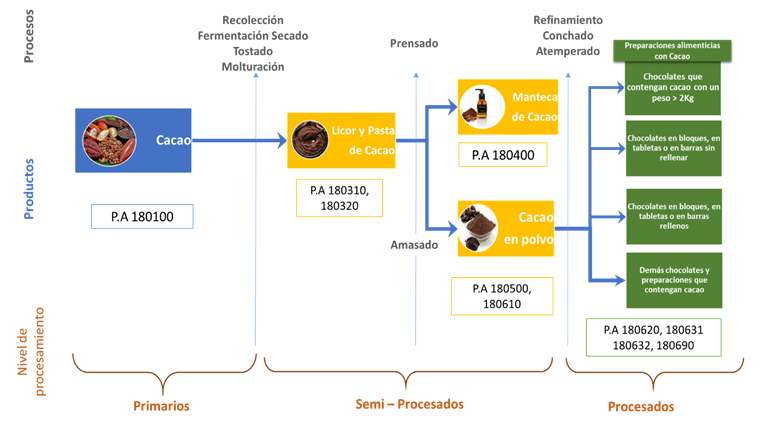 Procesos
Recolección
Fermentación Secado
Tostado
Molturación
Prensado
Refinamiento
Conchado
Atemperado
Preparaciones alimenticias
con Cacao
Productos
Cacao
P.A 180100
Licor y Pasta
de Cacao
P.A 180310,
180320
Manteca
de Cacao
P.A 180400
Amasado
Cacao
en polvo
P.A 180500,
180610
Chocolates que
contengan cacao con un
peso > 2Kg
Chocolates en bloques, en
tabletas o en barras sin
rellenar
Chocolates en bloques, en
tabletas o en barras
rellenos
Demás chocolates y
preparaciones que
contengan cacao
P.A 180620, 180631
180632, 180690
Nivel de
procesamiento
Primarios
Semi – Procesados
Procesados